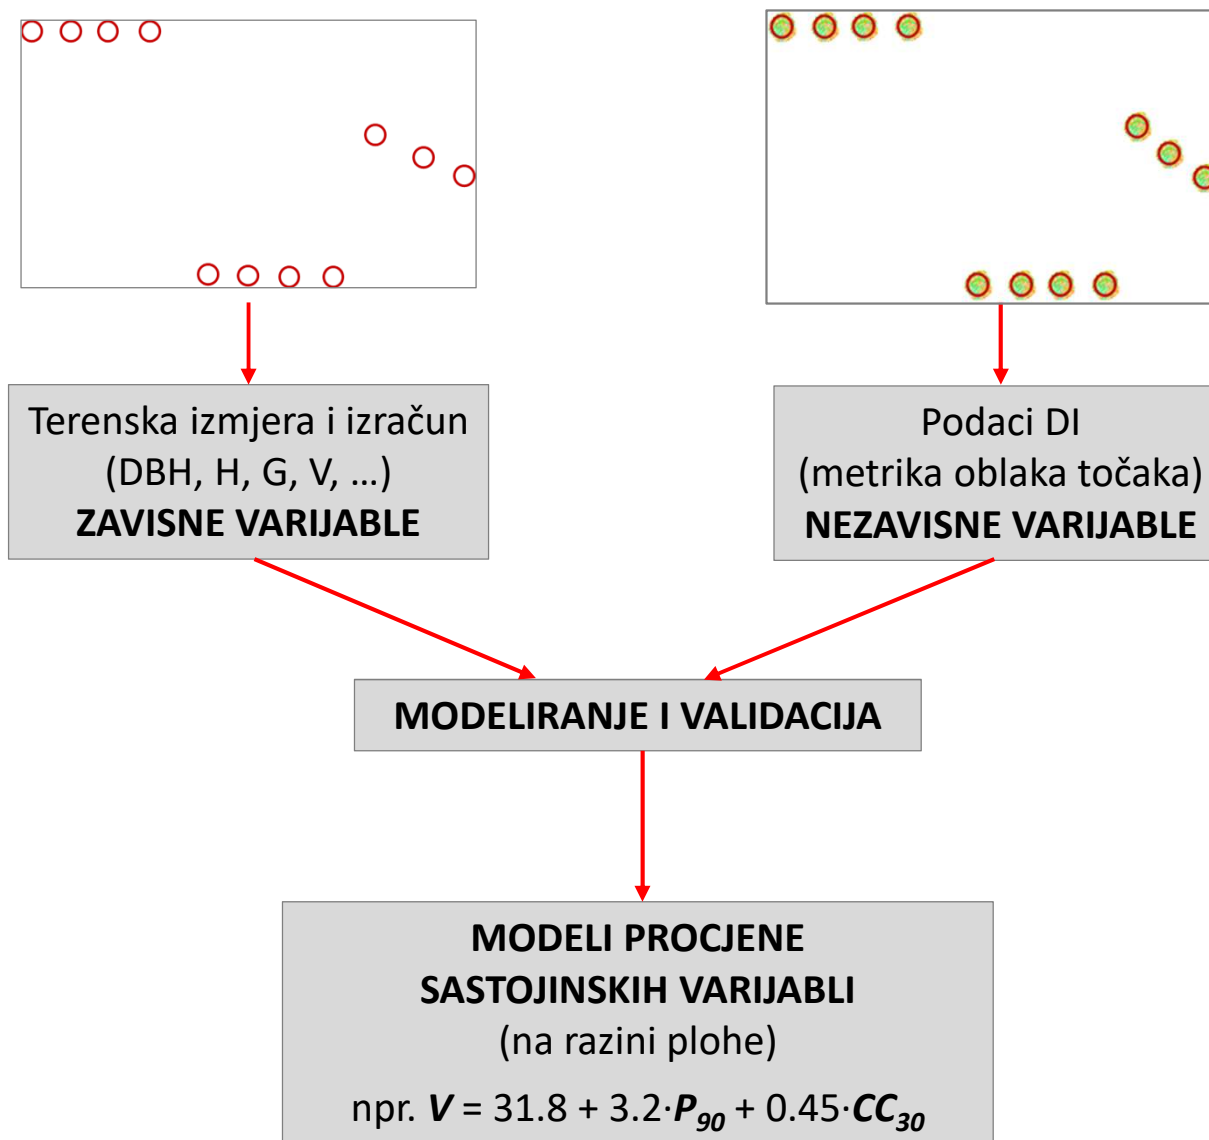 Terenska izmjera i izračun
(DBH, H, G, V, ...)
ZAVISNE VARIJABLE
Podaci DI
(metrika oblaka točaka)
NEZAVISNE VARIJABLE
MODELIRANJE I VALIDACIJA
MODELI PROCJENE
SASTOJINSKIH VARIJABLI
(na razini plohe)
npr. V = 31.8 + 3.2·P₉₀ + 0.45·CC₃₀